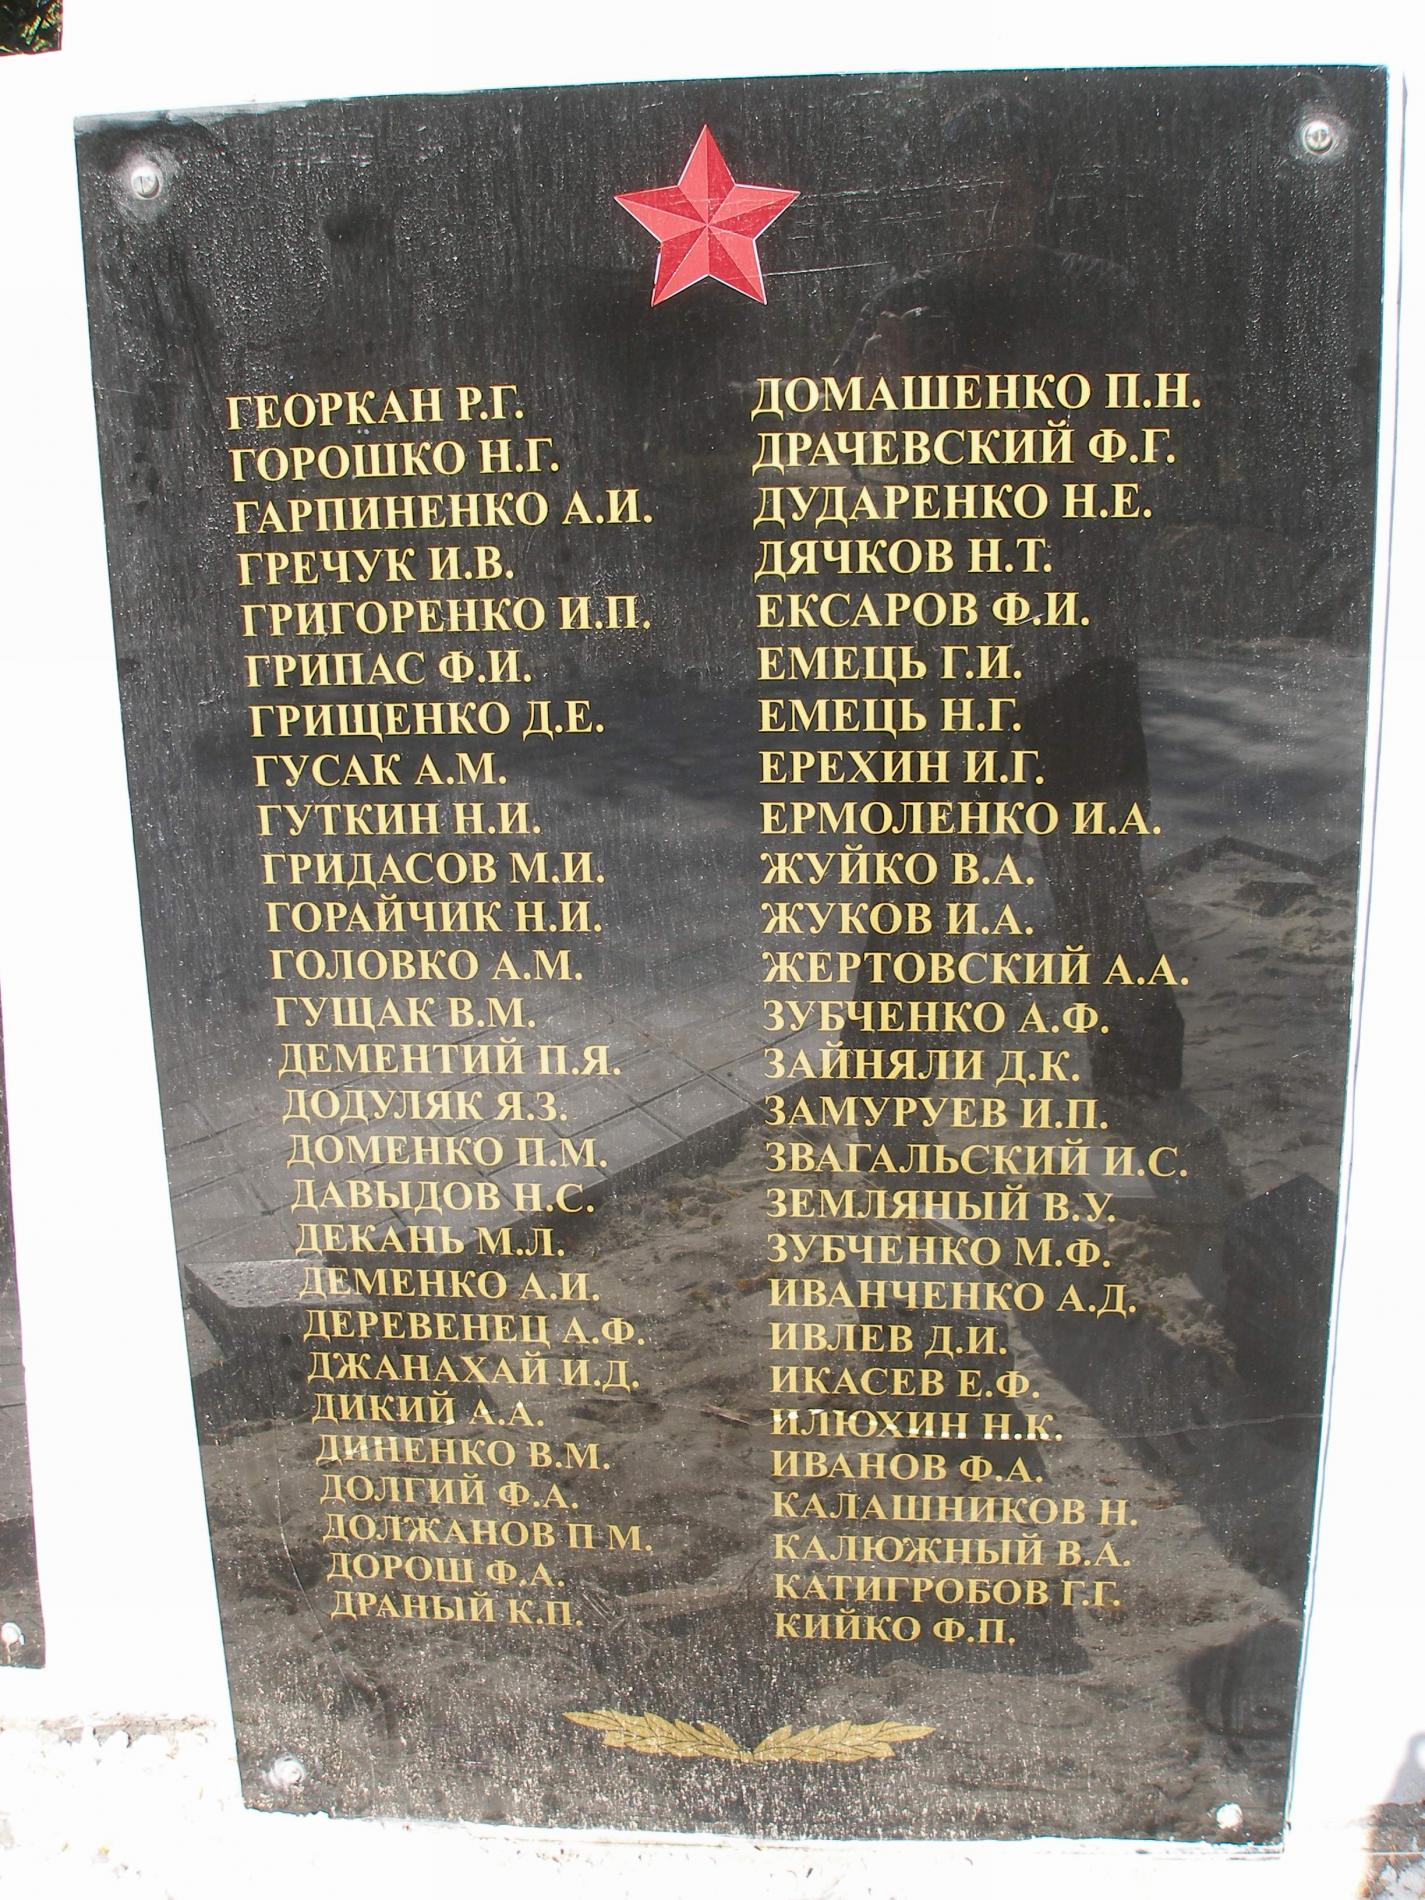 ГЕОРКАН Р.Г.
ГОРОШКО Н.Г.
ГАРПИНЕНКО А.И.
ГРЕЧУК И.В.
ГРИГОРЕНКО И.П.
ГРИПАС Ф.И.
ГРИЩЕНКО Д.Е.
ГУСАК А.М.
ГУТКИН Н.И.
ГРИДАСОВ М.И.
ГОРАЙЧИК Н.И.
ГОЛОВКО А.М.
ГУЩАК В.М.
ДЕМЕНТИЙ П.Я.
ДОДУЛЯК Я.З.
ДОМЕНКО П.М.
ДАВЫДОВ Н.С.
ДЕКАНЬ М.Л.
ДЕМЕНКО А.И.
ДЕРЕВЕНЕЦ А.Ф.
ДЖАНАХАЙ И.Д.
ДИКИЙ А.А.
ДИНЕНКО В.М.
ДОЛГИЙ Ф.А.
ДОЛЖАНОВ П М.
ДОРОШ Ф.А.
ДРАНЫЙ К.П.
ДОМАШЕНКО П.Н.
ДРАЧЕВСКИЙ Ф.Г.
ДУДАРЕНКО Н.Е.
ДЯЧКОВ Н.Т.
ЕКСАРОВ Ф.И.
ЕМЕЦЬ Г.И.
ЕМЕЦЬ Н.Г.
ЕРЕХИН И.Г.
ЕРМОЛЕНКО И.А.
ЖУЙКО В.А.
ЖУКОВ И.А.
ЖЕРТОВСКИЙ А.А.
ЗУБЧЕНКО А.Ф.
ЗАЙНЯЛИ Д.К.
ЗАМУРУЕВ И.П.
ЗВАГАЛЬСКИЙ И.С.
ЗЕМЛЯНЫЙ В.У.
ЗУБЧЕНКО М.Ф.
ИВАНЧЕНКО А.Д.
ИВЛЕВ Д.И.
ИКАСЕВ Е.Ф.
ИЛЮХИН Н.К.
ИВАНОВ Ф.А.
КАЛАШНИКОВ Н.
КАЛЮЖНЫЙ В.А.
КАТИГРОБОВ Г.Г.
КИЙКО Ф.П.